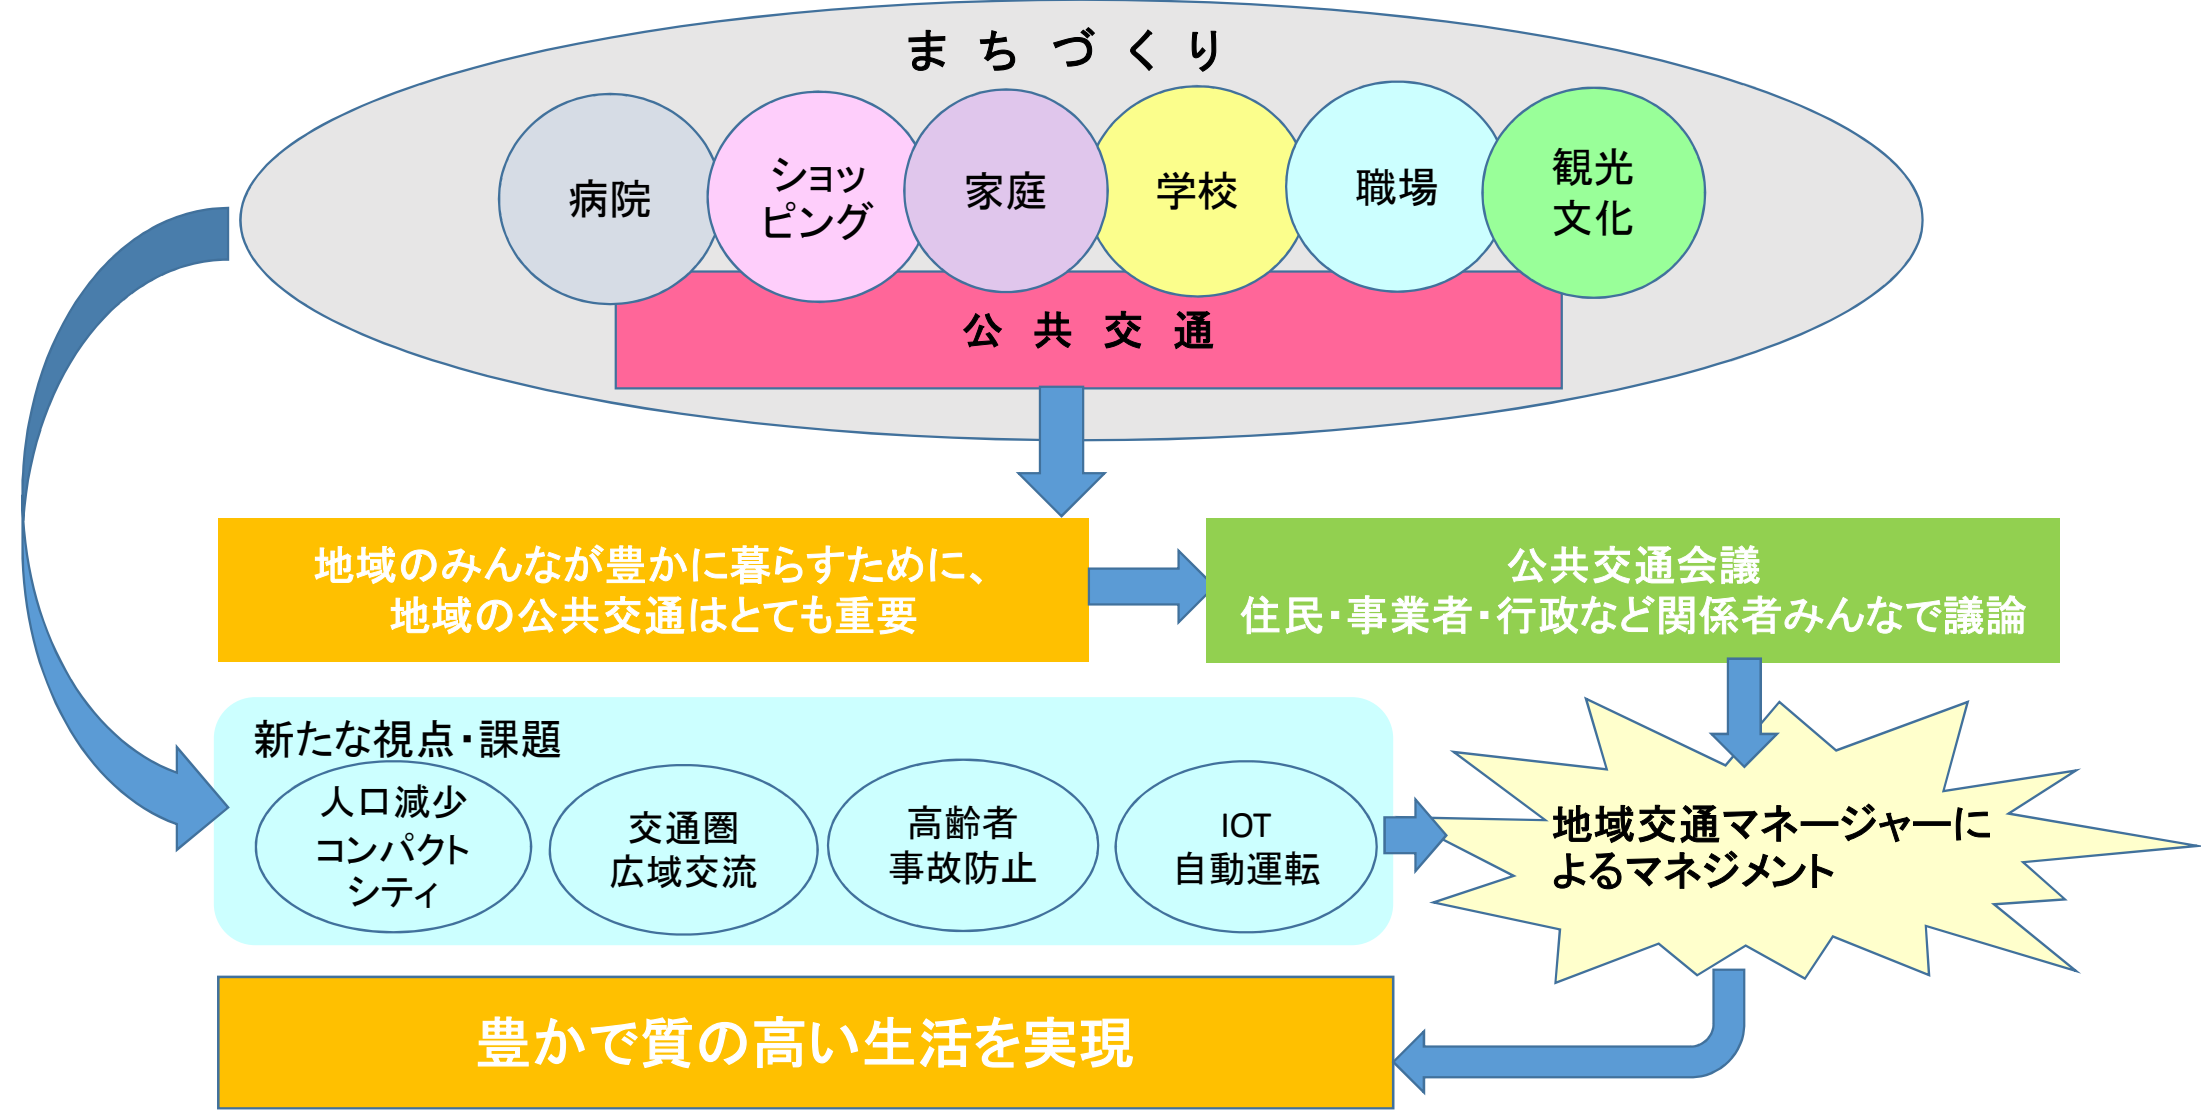 まちづくり
病院
ショッ
ピング
家庭
学校
職場
観光
文化
公共交通
地域のみんなが豊かに暮らすために、
地域の公共交通はとても重要
公共交通会議
住民・事業者・行政など関係者みんなで議論
新たな視点・課題
人口減少
コンパクト
シティ
交通圏
広域交流
高齢者
事故防止
IOT
自動運転
地域交通マネージャーに
よるマネジメント
豊かで質の高い生活を実現